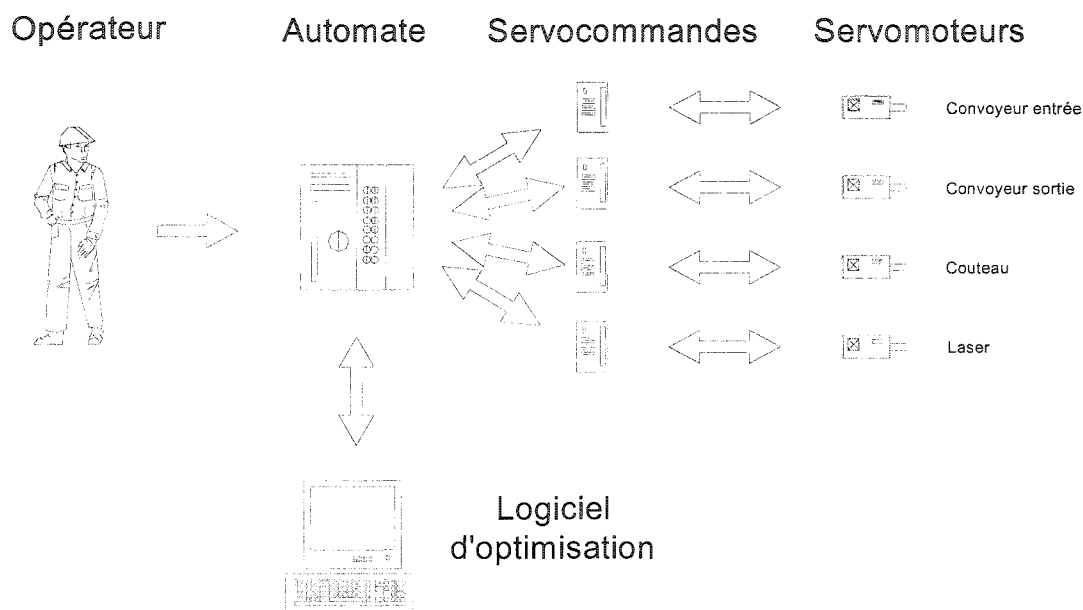 Opérateur Automate Servocommandes Servomoteurs
Convoyeur entrée
Convoyeur sortie
Couteau
Laser
Logiciel
d'optimisation